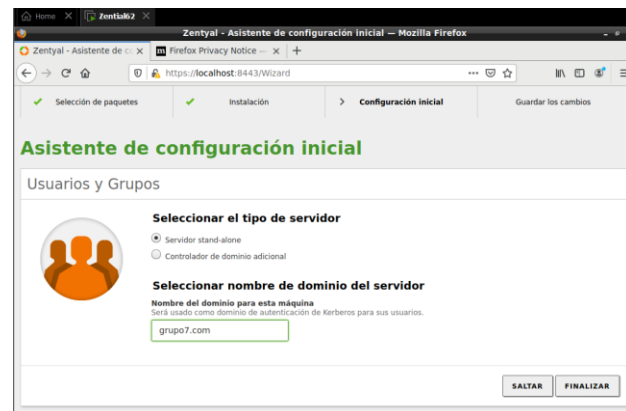 Home
Zential62
Zentyal - Asistente de configuración inicial — Mozilla Firefox
Zentyal - Asistente de c
Firefox Privacy Notice —
https://localhost:8443/Wizard
Selección de paquetes
Instalación
Configuración inicial
Guardar los cambios
Asistente de configuración inicial
Usuarios y Grupos
Seleccionar el tipo de servidor
Servidor stand-alone
Controlador de dominio adicional
Seleccionar nombre de dominio del servidor
Nombre del dominio para esta máquina
Será usado como dominio de autenticación de Kerberos para sus usuarios.
grupo7.com
SALTAR FINALIZAR